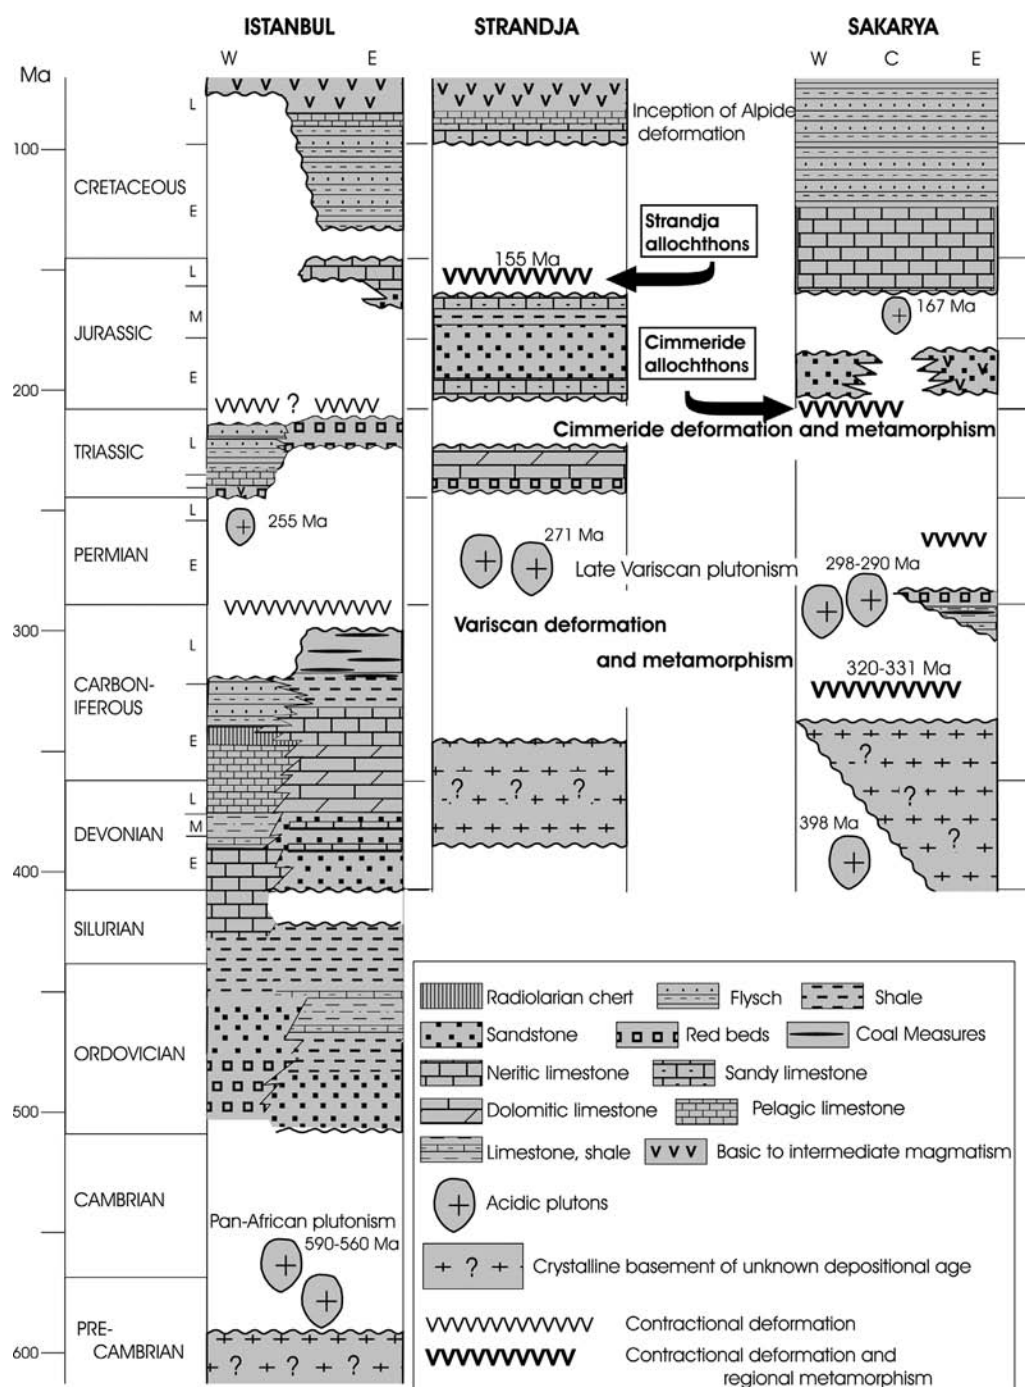 ISTANBUL STRANDJA SAKARYA
W E W C E
Ma
L
Inception of Alpide
deformation
100
CRETACEOUS
E
Strandja
allochthons
155 Ma
L
167 Ma
M
JURASSIC
Cimmeride
allochthons
E
200
?
Cimmeride deformation and metamorphism
TRIASSIC
L
L
255 Ma
271
Ma
PERMIAN
E
Late Variscan plutonism
298-290 Ma
300
Variscan deformation
and metamorphism
L
320-331 Ma
CARBON-
IFEROUS
E
? ? ?
?
?
?
L
M
DEVONIAN
398 Ma
E
400
SILURIAN
Radiolarian chert Flysch Shale
Sandstone Red beds Coal Measures
ORDOVICIAN
Neritic limestone Sandy limestone
500
Dolomitic limestone Pelagic limestone
Limestone, shale Basic to intermediate magmatism
CAMBRIAN
Acidic plutons
Pan-African plutonism
590-560 Ma
? Crystalline basement of unknown depositional age
PRE-
CAMBRIAN
Contractional deformation
600
? ? ?
Contractional deformation and
regional metamorphism